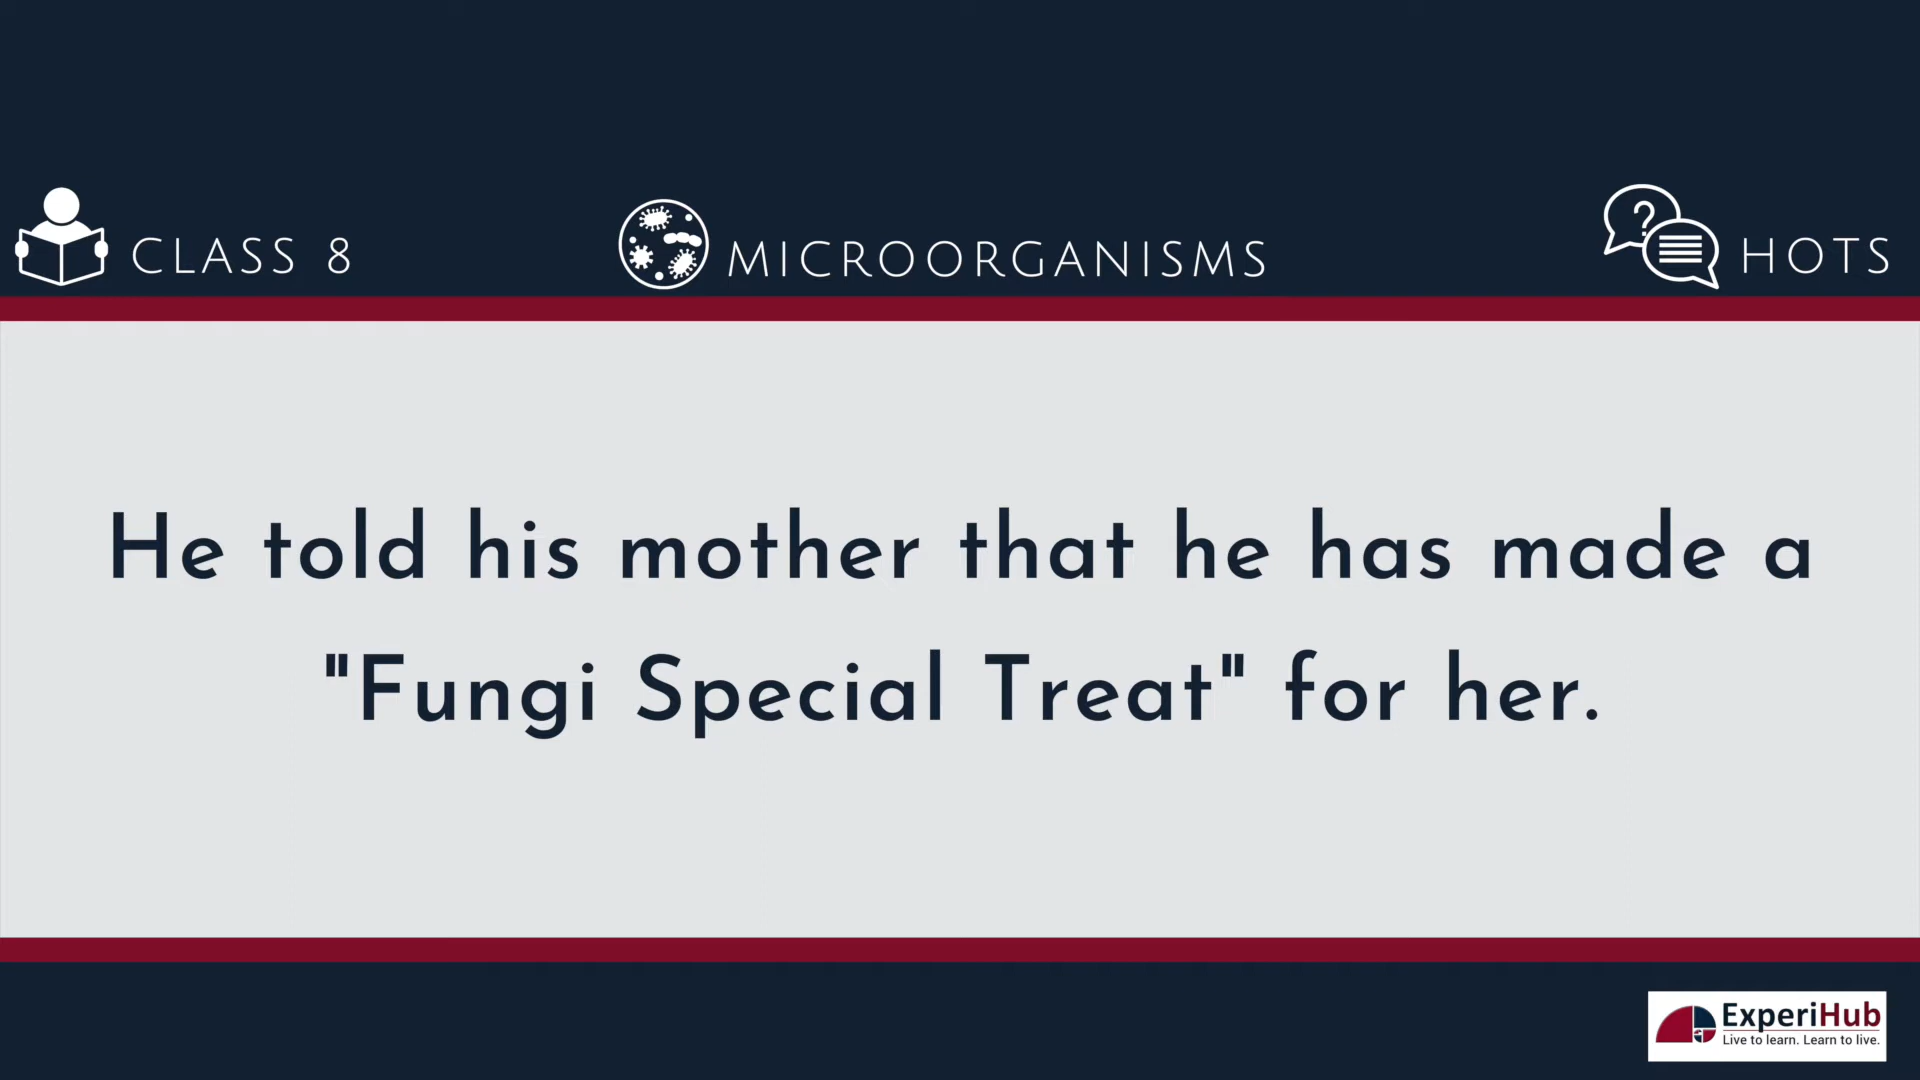 CLASS 8
MICROORGANISMS
HOTS
He told his mother that he has made a
"Fungi Special Treat" for her.
ExperiHub
Live to learn. Learn to live.